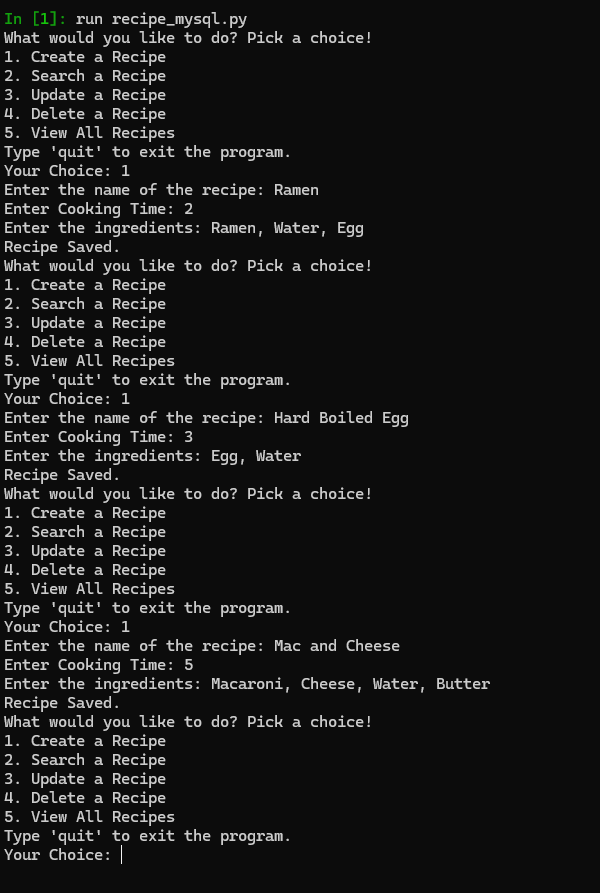 In [1]: run recipe_mysql.py
What would you like to do? Pick a choice!
1. Create a Recipe
2. Search a Recipe
3. Update a Recipe
4. Delete a Recipe
5. View All Recipes
Type 'quit' to exit the program.
Your Choice: 1
Enter the name of the recipe: Ramen
Enter Cooking Time: 2
Enter the ingredients: Ramen, Water, Egg
Recipe Saved.
What would you like to do? Pick a choice!
1. Create a Recipe
2. Search a Recipe
3. Update a Recipe
4. Delete a Recipe
5. View All Recipes
Type 'quit' to exit the program.
Your Choice: 1
Enter the name of the recipe: Hard Boiled Egg
Enter Cooking Time: 3
Enter the ingredients: Egg, Water
Recipe Saved.
What would you like to do? Pick a choice!
1. Create a Recipe
2. Search a Recipe
3. Update a Recipe
4. Delete a Recipe
5. View All Recipes
Type 'quit' to exit the program.
Your Choice: 1
Enter the name of the recipe: Mac and Cheese
Enter Cooking Time: 5
Enter the ingredients: Macaroni, Cheese, Water, Butter
Recipe Saved.
What would you like to do? Pick a choice!
1. Create a Recipe
2. Search a Recipe
3. Update a Recipe
4. Delete a Recipe
5. View All Recipes
Type 'quit' to exit the program.
Your Choice: